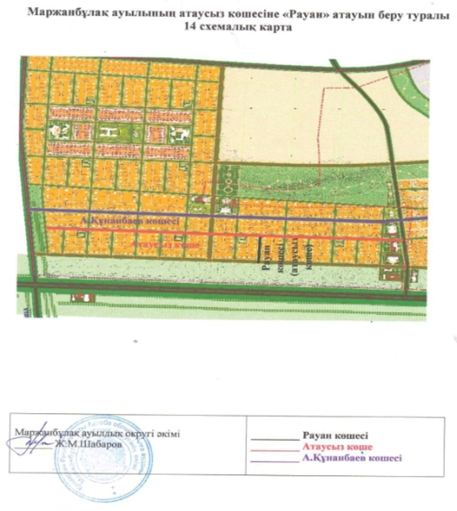 Маржанбұлақ ауылының атаусыз көшесіне «Рауан» атауын беру туралы
14 схемалық карта
А.Құнанбаев көшесі
Атаусыз көше
Рауан
көшесі
(атаусыз
көше)
Маржанбұлақ ауылдық округі әкімі
Ж.М.Шабаров
Рауан көшесі
Атаусыз көше
А.Құнанбаев көшесі